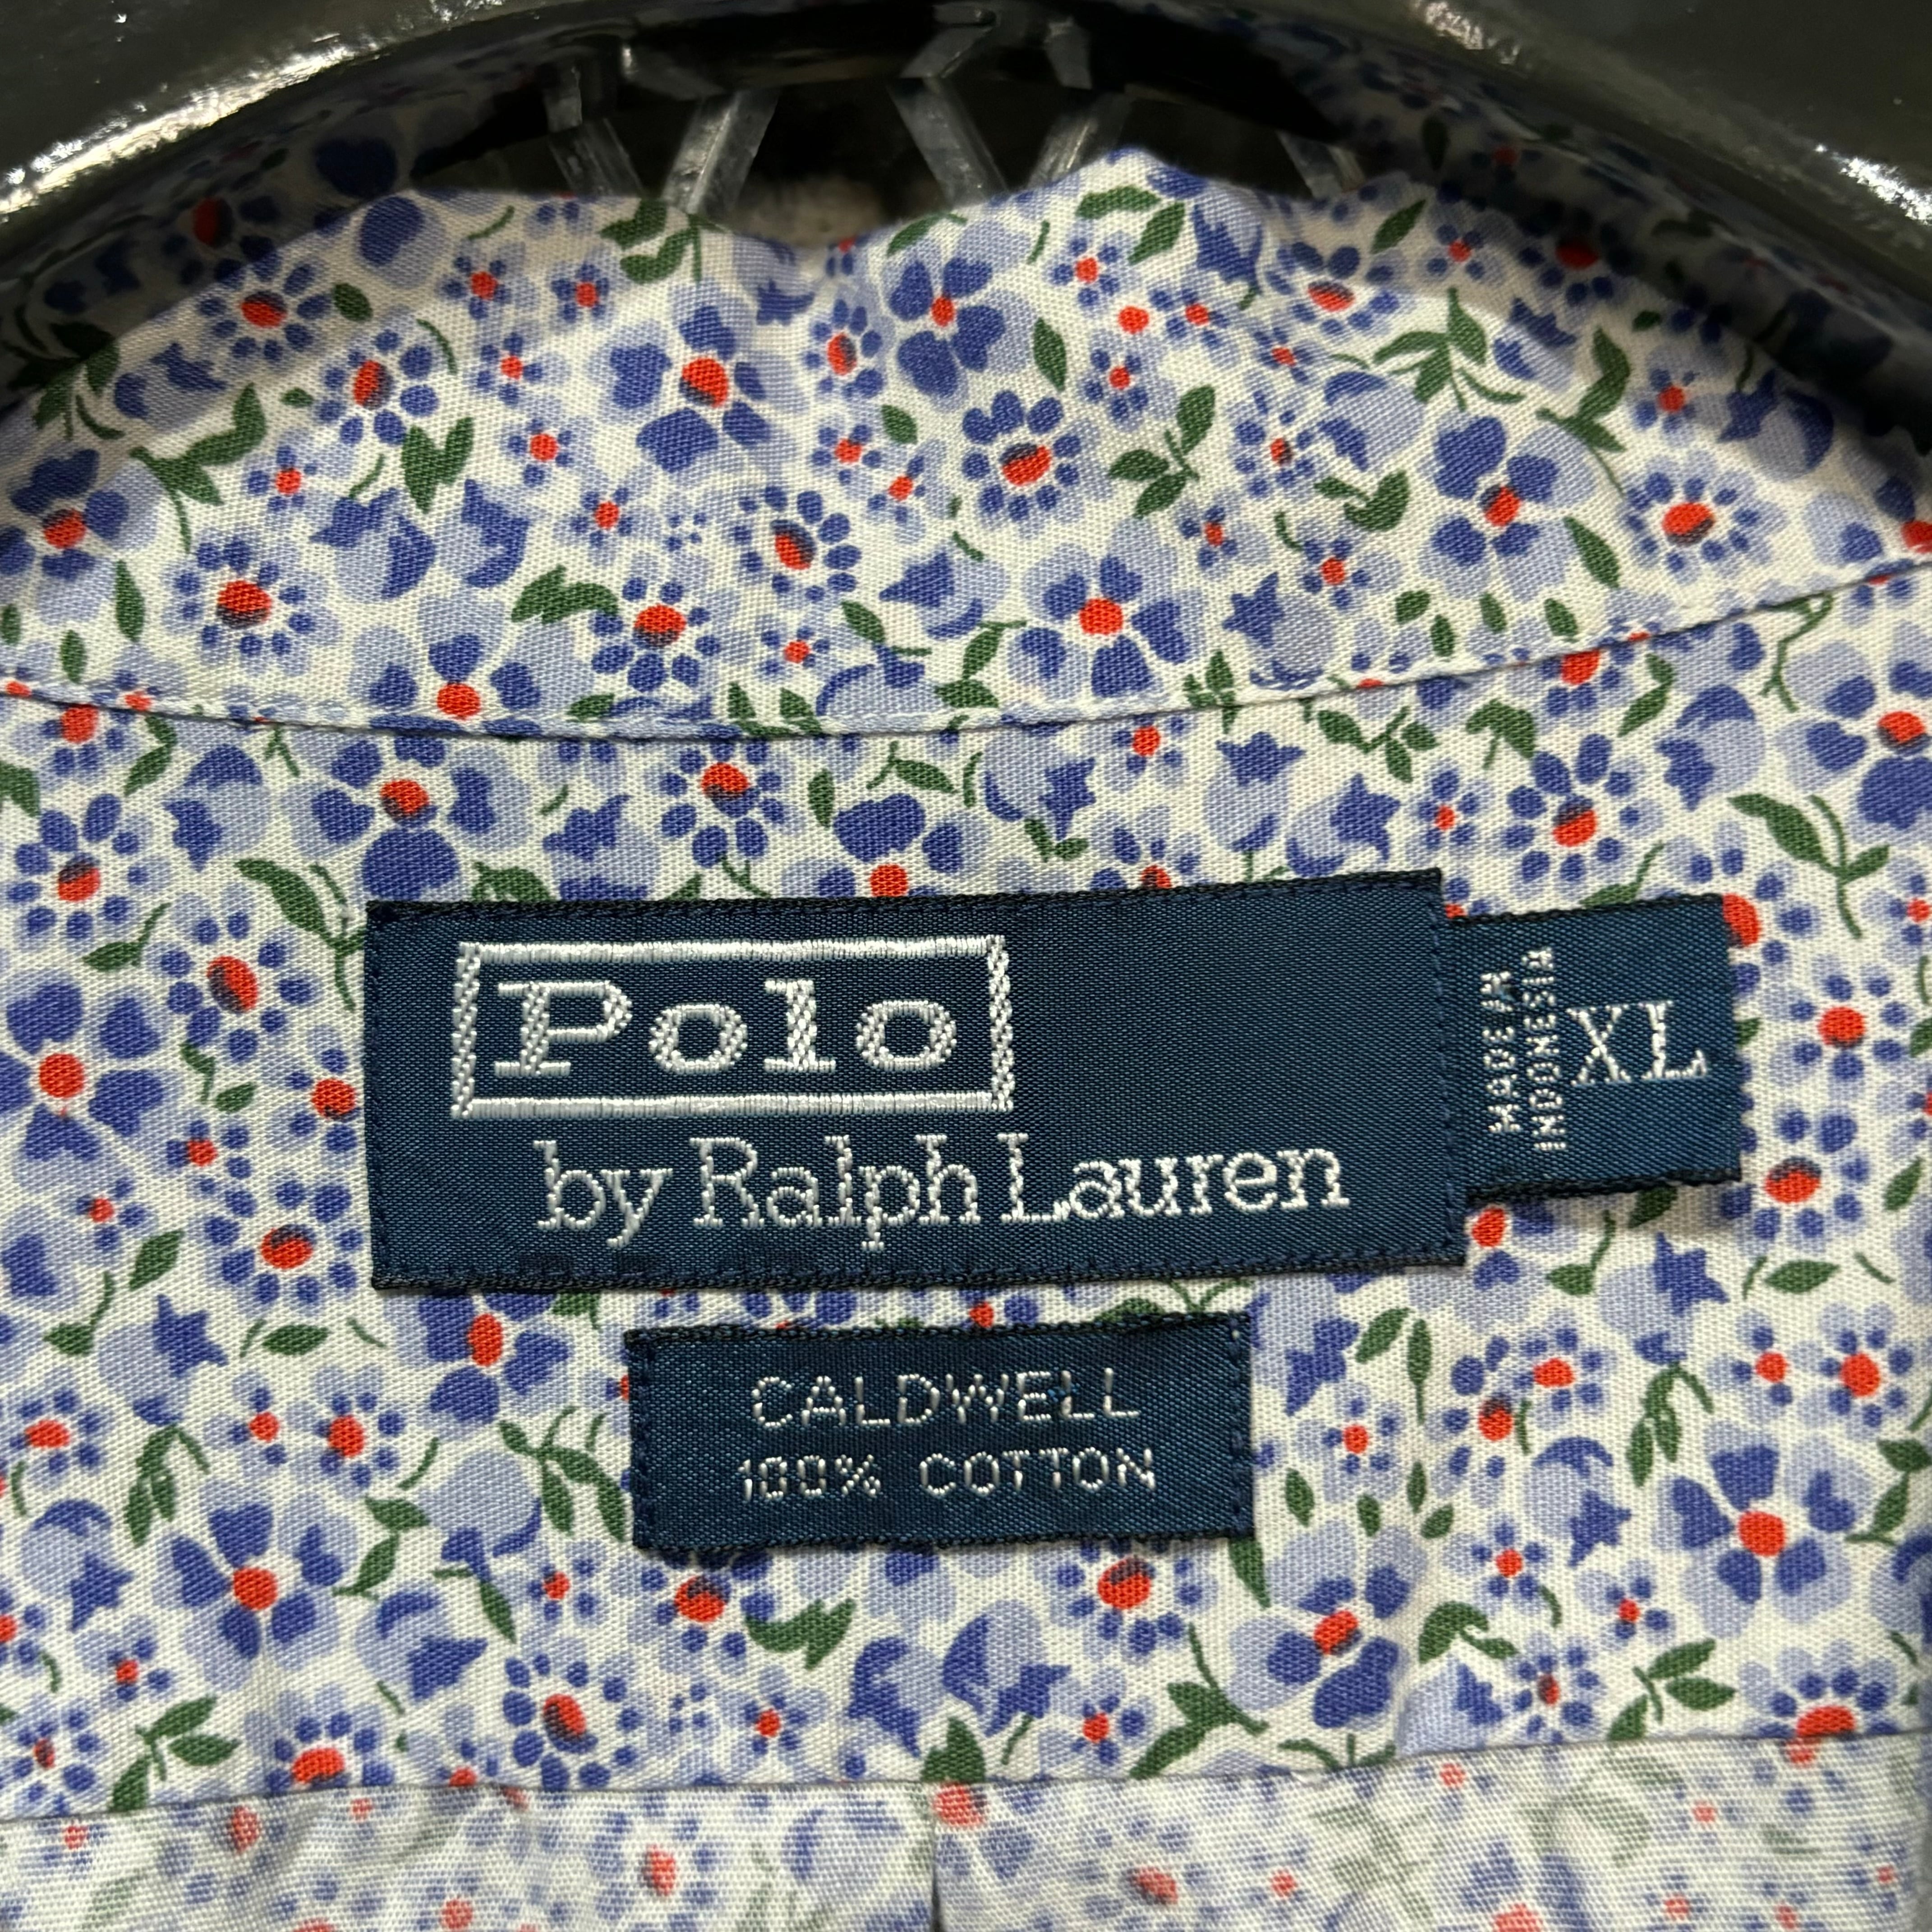 Polo
by Ralph Lauren
MADE IN
INDONESIA
XL
CALDWELL
100% COTTON